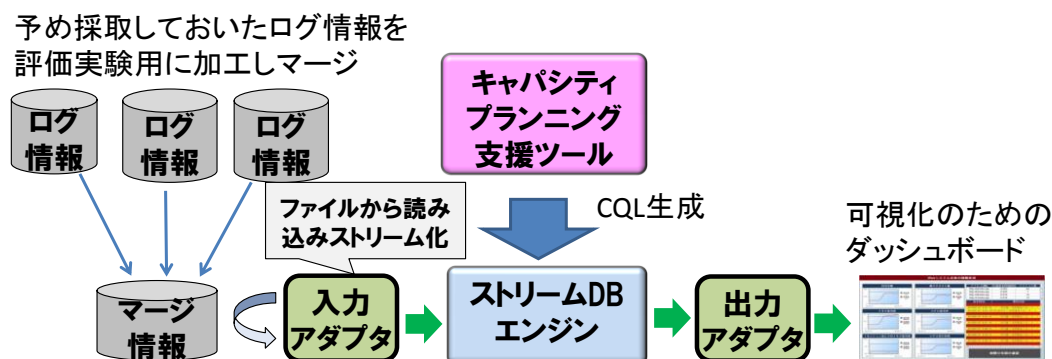 予め採取しておいたログ情報を
評価実験用に加工しマージ
ログ
情報
ログ
情報
ログ
情報
キャパシティ
プランニング
支援ツール
ファイルから読み
込みストリーム化
CQL生成
可視化のための
ダッシュボード
マージ
情報
入力
アダプタ
ストリームDB
エンジン
出力
アダプタ